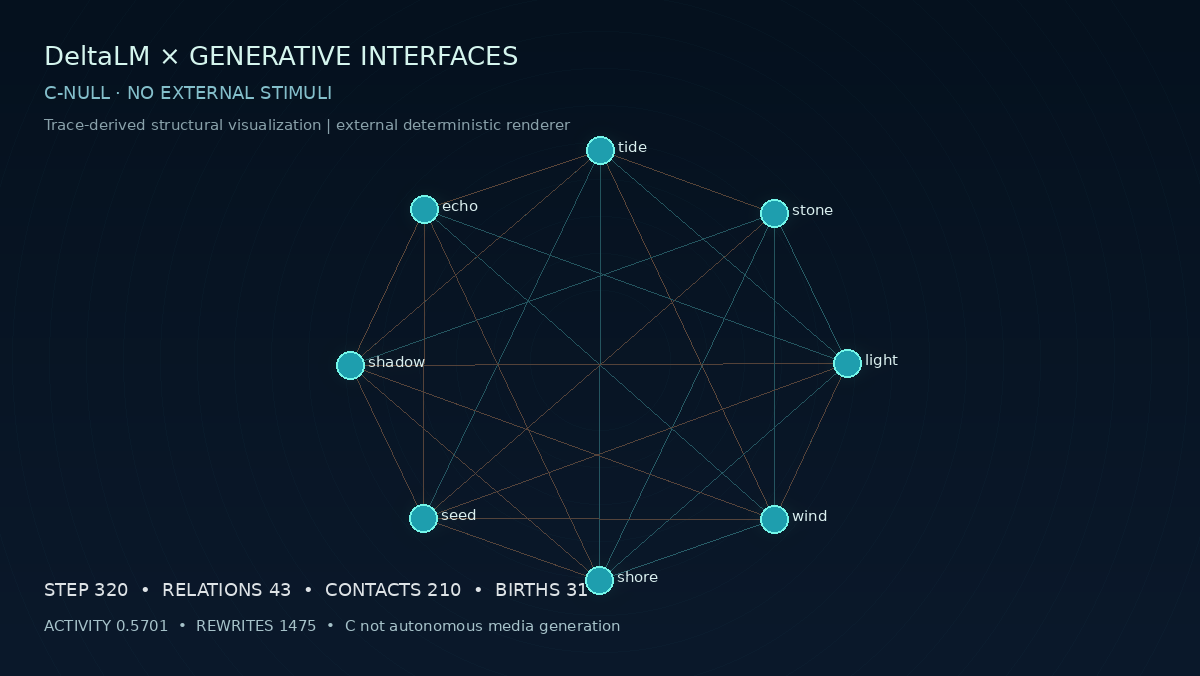 DeltaLM × GENERATIVE INTERFACES
C-NULL · NO EXTERNAL STIMULI
Trace-derived structural visualization | external deterministic renderer
tide
echo
stone
shadow
light
seed
wind
shore
STEP 320 • RELATIONS 43 • CONTACTS 210 • BIRTHS 31
ACTIVITY 0.5701 • REWRITES 1475 • C not autonomous media generation